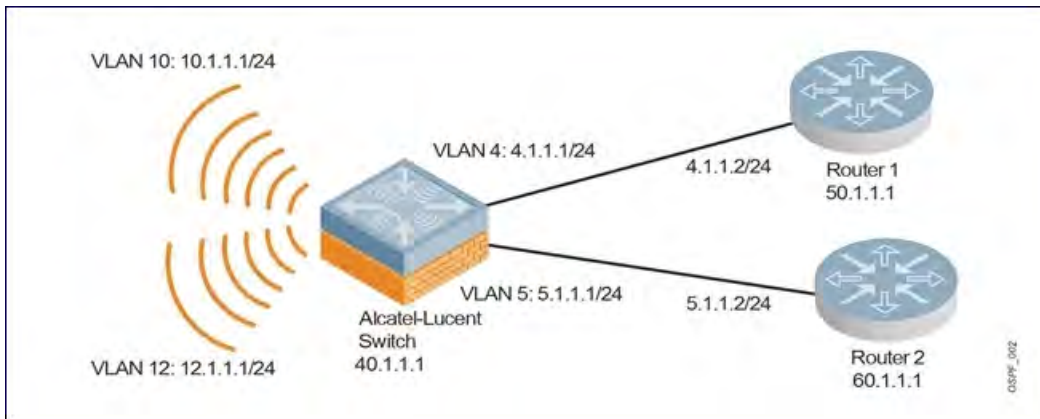 VLAN 10: 10.1.1.1/24
VLAN 4: 4.1.1.1/24
4.1.1.2/24
Router 1
50.1.1.1
VLAN 5: 5.1.1.1/24
5.1.1.2/24
Alcatel-Lucent
Switch
40.1.1.1
VLAN 12: 12.1.1.1/24
Router 2
60.1.1.1
OSPF_002